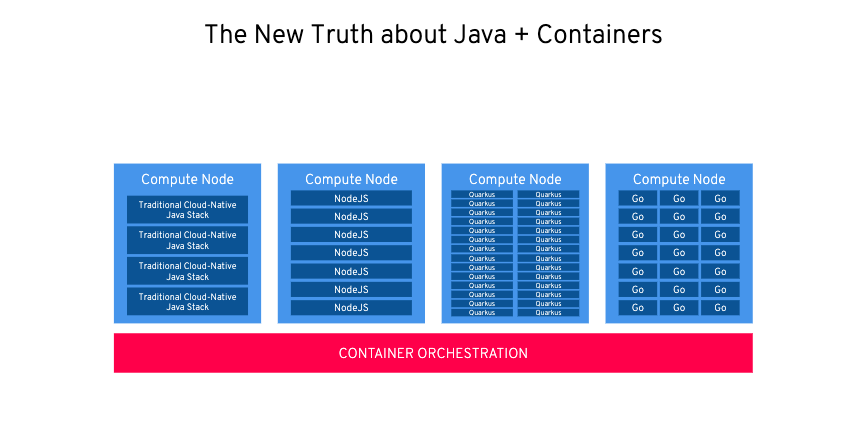 The New Truth about Java + Containers
Compute Node
Traditional Cloud-Native
Java Stack
Traditional Cloud-Native
Java Stack
Traditional Cloud-Native
Java Stack
Traditional Cloud-Native
Java Stack
Compute Node
NodeJS
NodeJS
NodeJS
NodeJS
NodeJS
NodeJS
NodeJS
Compute Node
Quarkus Quarkus
Quarkus Quarkus
Quarkus Quarkus
Quarkus Quarkus
Quarkus Quarkus
Quarkus Quarkus
Quarkus Quarkus
Quarkus Quarkus
Quarkus Quarkus
Quarkus Quarkus
Quarkus Quarkus
Quarkus Quarkus
Quarkus Quarkus
Quarkus Quarkus
Compute Node
Go Go Go
Go Go Go
Go Go Go
Go Go Go
Go Go Go
Go Go Go
Go Go Go
CONTAINER ORCHESTRATION